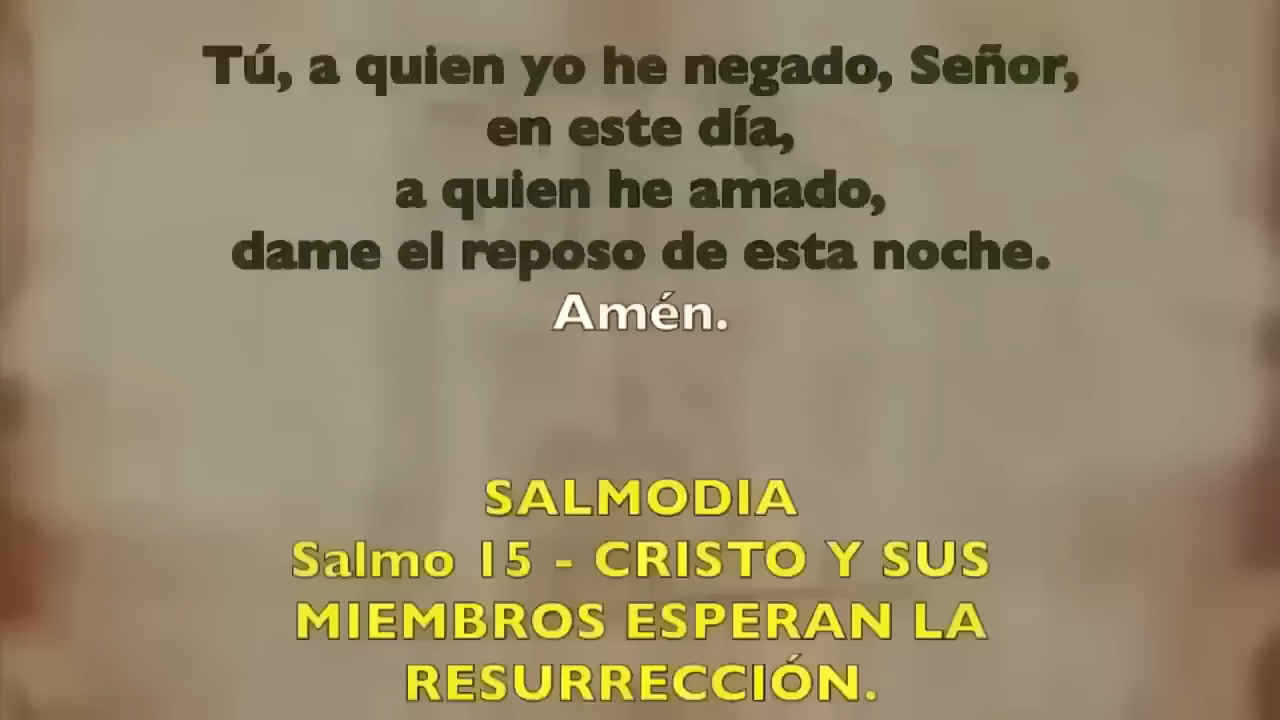 Tú, a quien yo he negado, Señor,
en este día,
a quien he amado,
dame el reposo de esta noche.
Amén.
SALMODIA
Salmo 15 - CRISTO Y SUS
MIEMBROS ESPERAN LA
RESURRECCIÓN.